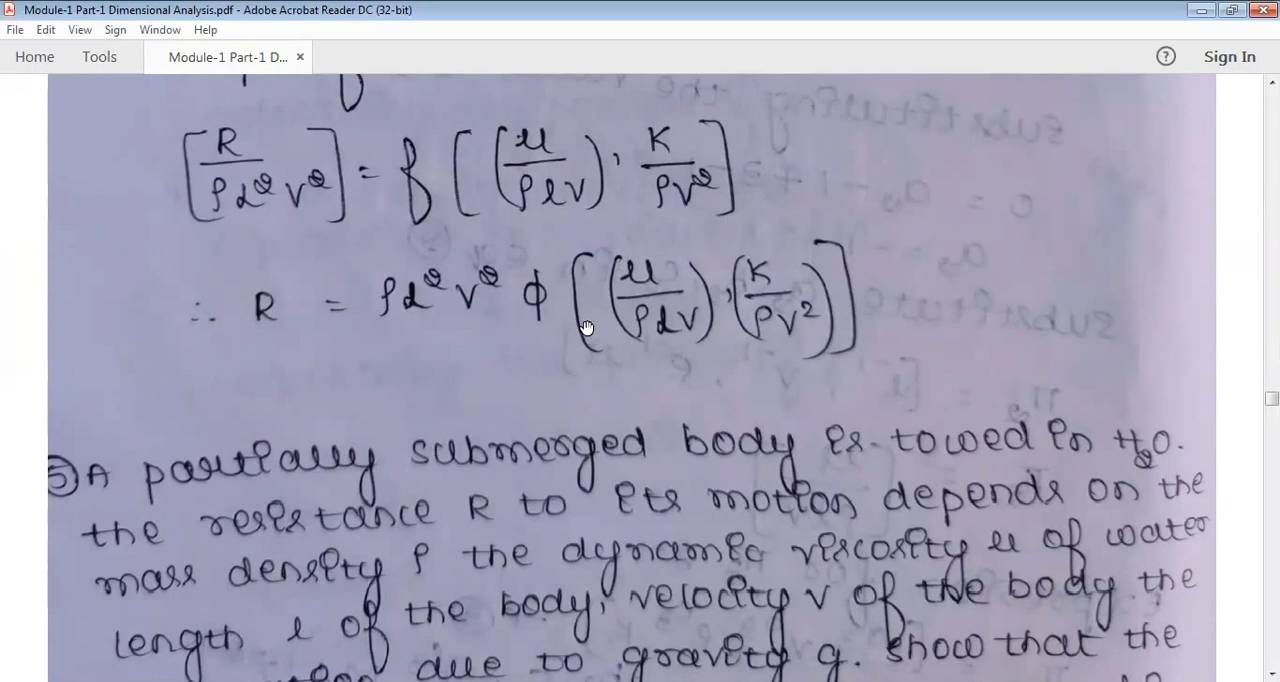 Module-1 Part-1 Dimensional Analysis.pdf - Adobe Acrobat Reader DC (32-bit)
File Edit View Sign Window Help
Home Tools Module-1 Part-1 D... × ? Sign In
[R/ρl²v²] = f[(μ/ρlv), K/ρv²]
∴ R = ρl²v² φ[(μ/ρlv), (K/ρv²)]
⑤ A partially submerged body is towed in H₂O.
the resistance R to its motion depends on the
mass density ρ the dynamic viscosity μ of water
length l of the body, velocity v of the body the
due to gravity g. show that the